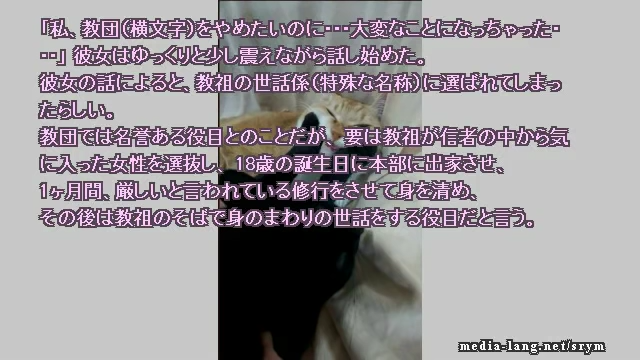 「私、教団（横文字）をやめたいのに・・・大変なことになっちゃった・
・・」 彼女はゆっくりと少し震えながら話し始めた。
彼女の話によると、教祖の世話係（特殊な名称）に選ばれてしまっ
たらしい。
教団では名誉ある役目とのことだが、要は教祖が信者の中から気
に入った女性を選抜し、18歳の誕生日に本部に出家させ、
1ヶ月間、厳しいと言われている修行をさせて身を清め、
その後は教祖のそばで身のまわりの世話をする役目だと言う。
media-lang.net/srym